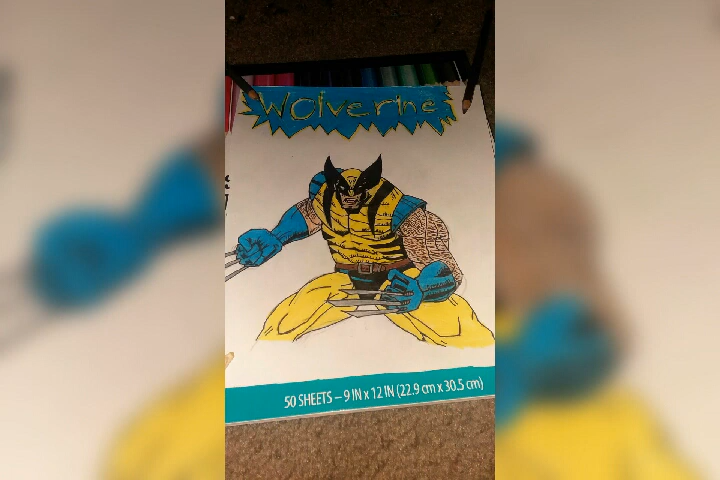 Wolverine
50 SHEETS – 9 IN x 12 IN (22.9 cm x 30.5 cm)